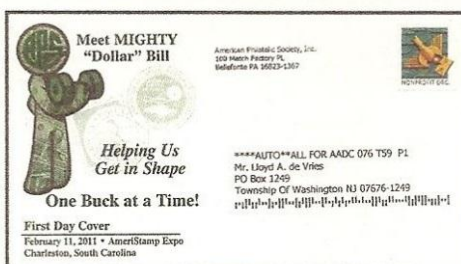 APS
Meet MIGHTY
"Dollar" Bill
Helping Us
Get in Shape
One Buck at a Time!
First Day Cover
February 11, 2011 • AmeriStamp Expo
Charleston, South Carolina
American Philatelic Society, Inc.
100 Match Factory PL
Bellefonte PA 16823-1367
NONPROFIT ORG.
****AUTO**ALL FOR AADC 076 T59 P1
Mr. Lloyd A. de Vries
PO Box 1249
Township Of Washington NJ 07676-1249